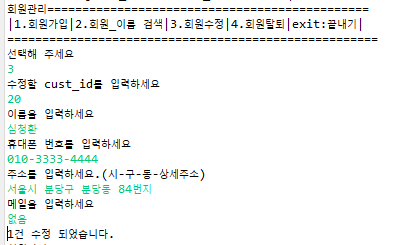 회원관리==============================================
|1.회원가입|2.회원_이름 검색|3.회원수정|4.회원탈퇴|exit:끝내기|
=====================================================
선택해 주세요
3
수정할 cust_id를 입력하세요
20
이름을 입력하세요
심청환
휴대폰 번호를 입력하세요
010-3333-4444
주소를 입력하세요.(시-구-동-상세주소)
서울시 분당구 분당동 84번지
메일을 입력하세요
없음
1건 수정 되었습니다.